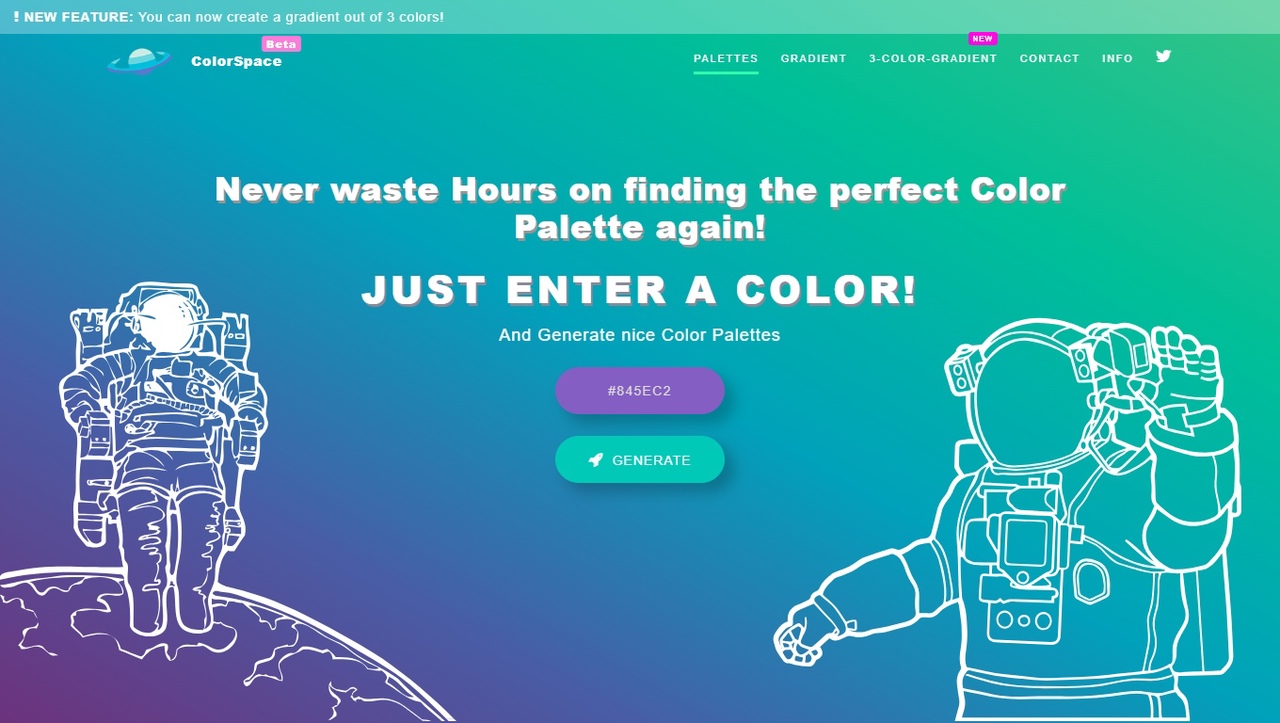 ! NEW FEATURE: You can now create a gradient out of 3 colors!
Beta
ColorSpace
NEW
PALETTES GRADIENT 3-COLOR-GRADIENT CONTACT INFO
Never waste Hours on finding the perfect Color
Palette again!
JUST ENTER A COLOR!
And Generate nice Color Palettes
#845EC2
GENERATE